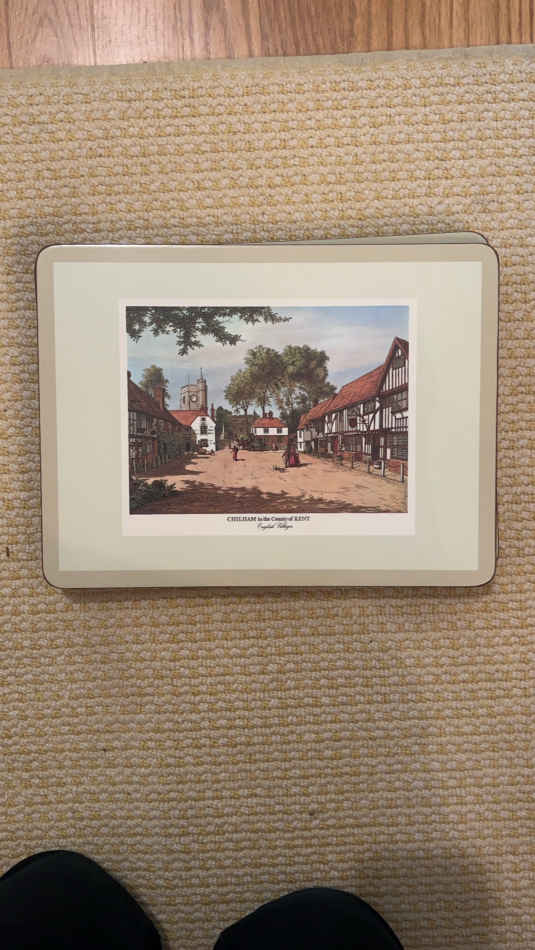 CHILHAM in the County of KENT
English Villages